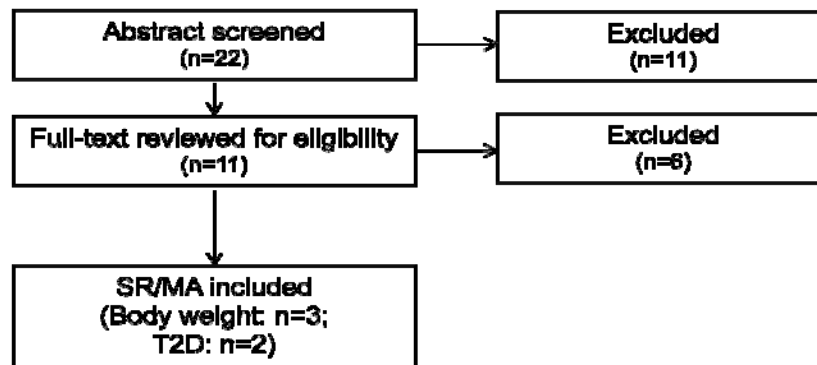 Abstract screened
(n=22)
Excluded
(n=11)
Full-text reviewed for eligibility
(n=11)
Excluded
(n=6)
SR/MA included
(Body weight: n=3;
T2D: n=2)